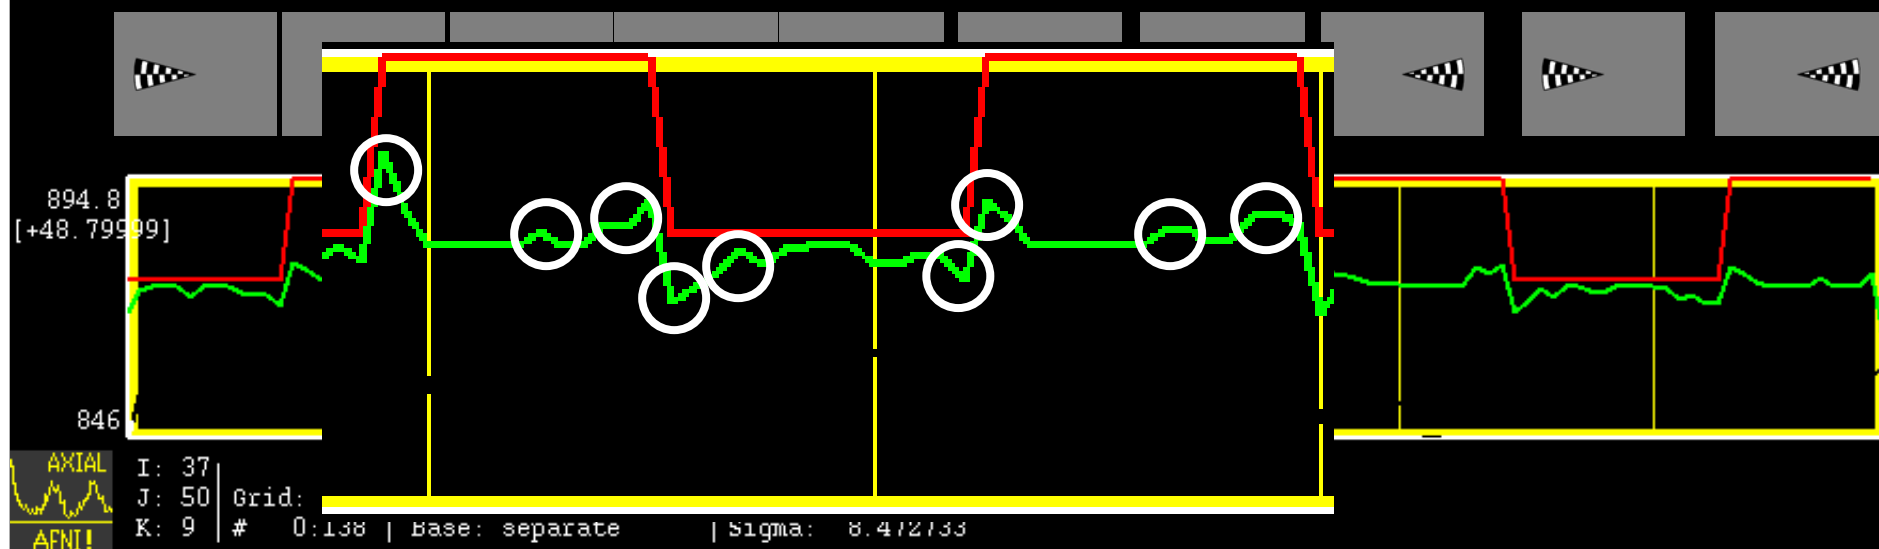 894.8
[+48.79999]
846
AXIAL
I: 37
J: 50 Grid:
K: 9 # 0:138 | Base: separate | Sigma: 8.472733
AFNI!